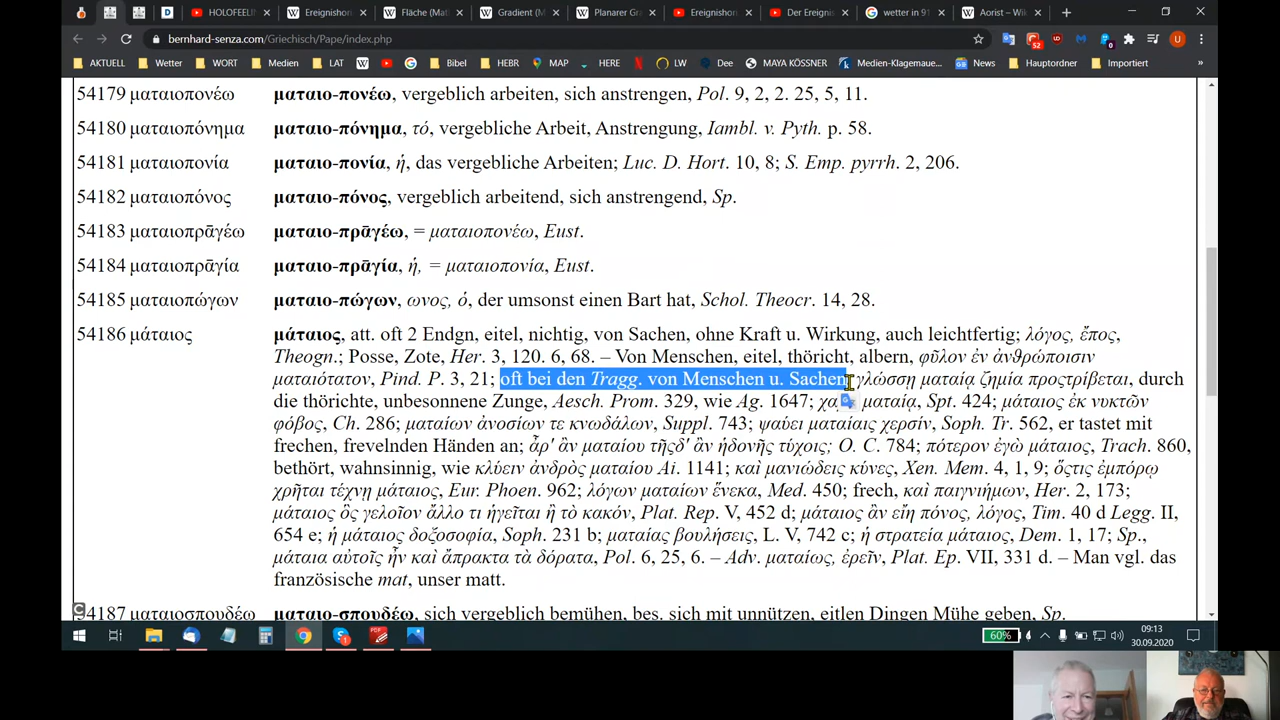 HOLOFEELIN
Ereignishor
Fläche (Mat
Gradient (M
Planarer Gra
Ereignishor
Der Ereignis
wetter in 91
Aorist – Wik
bernhard-senza.com/Griechisch/Pape/index.php
52
0
U
AKTUELL Wetter WORT Medien LAT Bibel HEBR MAP HERE LW Dee MAYA KÖSSNER Medien-Klagemaue... News Hauptordner Importiert
54179 ματαιοπονέω ματαιο-πονέω, vergeblich arbeiten, sich anstrengen, Pol. 9, 2, 2. 25, 5, 11.
54180 ματαιοπόνημα ματαιο-πόνημα, τό, vergebliche Arbeit, Anstrengung, Iambl. v. Pyth. p. 58.
54181 ματαιοπονία ματαιο-πονία, ἡ, das vergebliche Arbeiten; Luc. D. Hort. 10, 8; S. Emp. pyrrh. 2, 206.
54182 ματαιοπόνος ματαιο-πόνος, vergeblich arbeitend, sich anstrengend, Sp.
54183 ματαιοπρᾱγέω ματαιο-πρᾱγέω, = ματαιοπονέω, Eust.
54184 ματαιοπρᾱγία ματαιο-πρᾱγία, ἡ, = ματαιοπονία, Eust.
54185 ματαιοπώγων ματαιο-πώγων, ωνος, ὁ, der umsonst einen Bart hat, Schol. Theocr. 14, 28.
54186 μάταιος μάταιος, att. oft 2 Endgn, eitel, nichtig, von Sachen, ohne Kraft u. Wirkung, auch leichtfertig; λόγος, ἔπος,
Theogn.; Posse, Zote, Her. 3, 120. 6, 68. – Von Menschen, eitel, thöricht, albern, φῦλον ἐν ἀνθρώποισιν
ματαιότατον, Pind. P. 3, 21; oft bei den Tragg. von Menschen u. Sachen, γλώσσῃ ματαίᾳ ζημία προςτρίβεται, durch
die thörichte, unbesonnene Zunge, Aesch. Prom. 329, wie Ag. 1647; ματαίᾳ, Spt. 424; μάταιος ἐκ νυκτῶν
φόβος, Ch. 286; ματαίων ἀνοσίων τε κνωδάλων, Suppl. 743; ψαύει ματαίαις χερσίν, Soph. Tr. 562, er tastet mit
frechen, frevelnden Händen an; ἆρ' ἂν ματαίου τῆςδ' ἂν ἡδονῆς τύχοις; O. C. 784; πότερον ἐγὼ μάταιος, Trach. 860,
bethört, wahnsinnig, wie κλύειν ἀνδρὸς ματαίου Ai. 1141; καὶ μανιώδεις κύνες, Xen. Mem. 4, 1, 9; ὅςτις ἐμπύρῳ
χρῆται τέχνῃ μάταιος, Eur. Phoen. 962; λόγων ματαίων ἕνεκα, Med. 450; frech, καὶ παιγνιήμων, Her. 2, 173;
μάταιος ὃς γελοῖον ἄλλο τι ἡγεῖται ἢ τὸ κακόν, Plat. Rep. V, 452 d; μάταιος ἂν εἴη πόνος, λόγος, Tim. 40 d Legg. II,
654 e; ἡ μάταιος δοξοσοφία, Soph. 231 b; ματαίας βουλήσεις, L. V, 742 c; ἡ στρατεία μάταιος, Dem. 1, 17; Sp.,
μάταια αὐτοῖς ἦν καὶ ἄπρακτα τὰ δόρατα, Pol. 6, 25, 6. – Adv. ματαίως, ἐρεῖν, Plat. Ep. VII, 331 d. – Man vgl. das
französische mat, unser matt.
54187 ματαιοσπουδέω ματαιο-σπουδέω, sich vergeblich bemühen, bes. sich mit unnützen, eitlen Dingen Mühe geben, Sp.
60%
09:13
30.09.2020